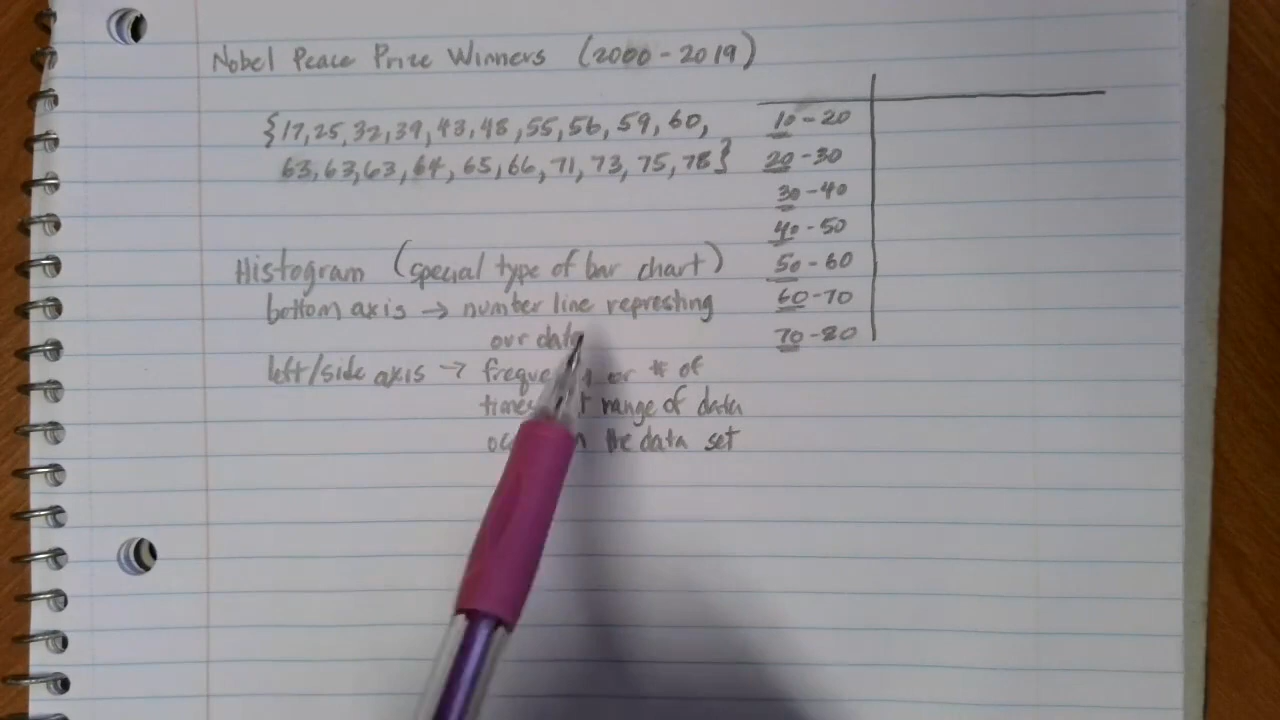 Nobel Peace Prize Winners (2000-2019)
{17, 25, 32, 39, 43, 48, 55, 56, 59, 60,
63, 63, 63, 64, 65, 66, 71, 73, 75, 78}
10-20
20-30
30-40
40-50
50-60
60-70
70-80
Histogram (special type of bar chart)
bottom axis → number line represting
our data
left/side axis → or # of
range of data
the data set